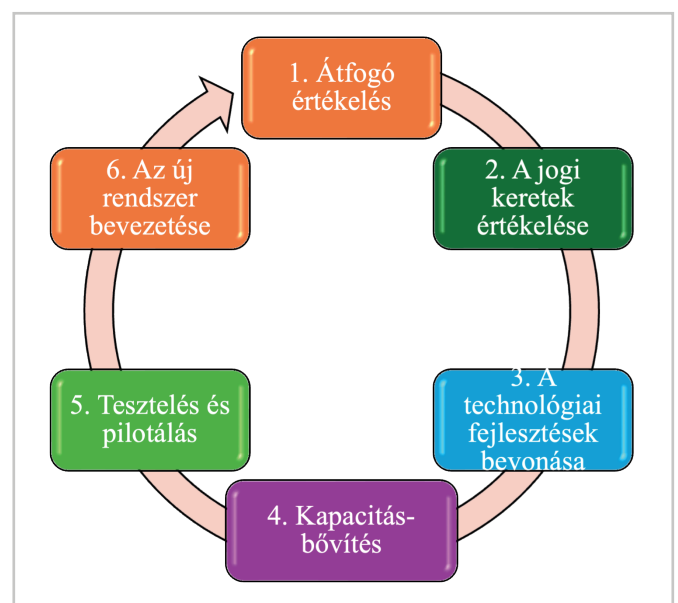 1. Átfogó
értékelés
2. A jogi
keretek
értékelése
3. A
technológiai
fejlesztések
bevonása
4. Kapacitás-
bővítés
5. Tesztelés és
pilotálás
6. Az új
rendszer
bevezetése